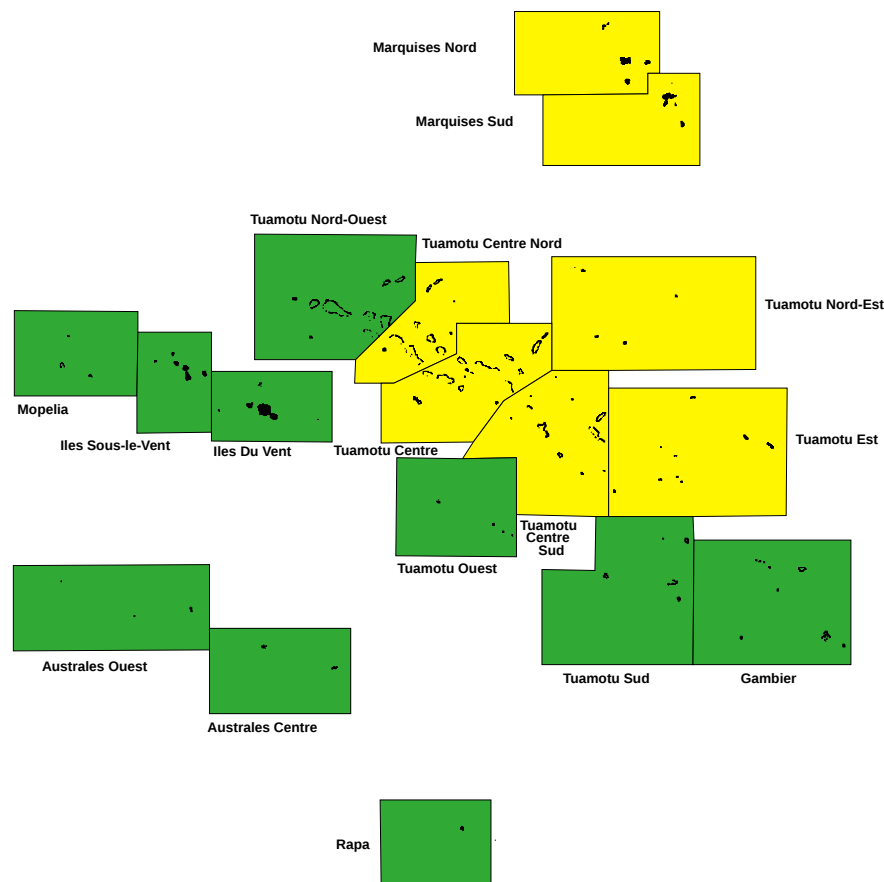 Marquises Nord
Marquises Sud
Tuamotu Nord-Ouest
Tuamotu Centre Nord
Tuamotu Nord-Est
Mopelia
Iles Sous-le-Vent
Iles Du Vent
Tuamotu Centre
Tuamotu Est
Tuamotu
Centre
Sud
Tuamotu Ouest
Australes Ouest
Tuamotu Sud
Gambier
Australes Centre
Rapa